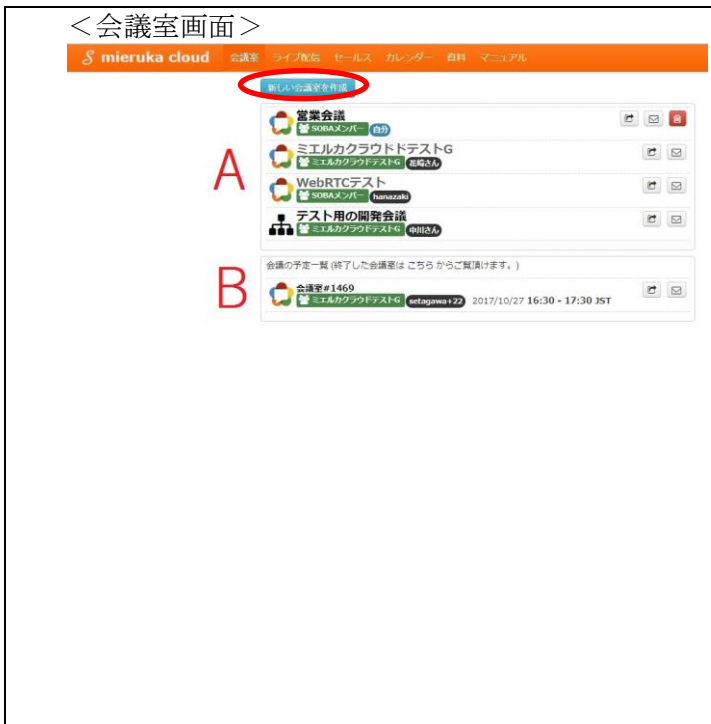 ＜会議室画面＞
mieruka cloud 会議室 ライブ配信 セールス カレンダー 資料 マニュアル
新しい会議室を作成
営業会議
SOBAメンバー 自分
A
ミエルカクラウドドテストG
ミエルカクラウドテストG 花崎さん
WebRTCテスト
SOBAメンバー hanazaki
テスト用の開発会議
ミエルカクラウドテストG 中川さん
会議の予定一覧 (終了した会議室は こちら からご覧頂けます。)
B
会議室#1469
ミエルカクラウドテストG setagawa+22 2017/10/27 16:30 - 17:30 JST